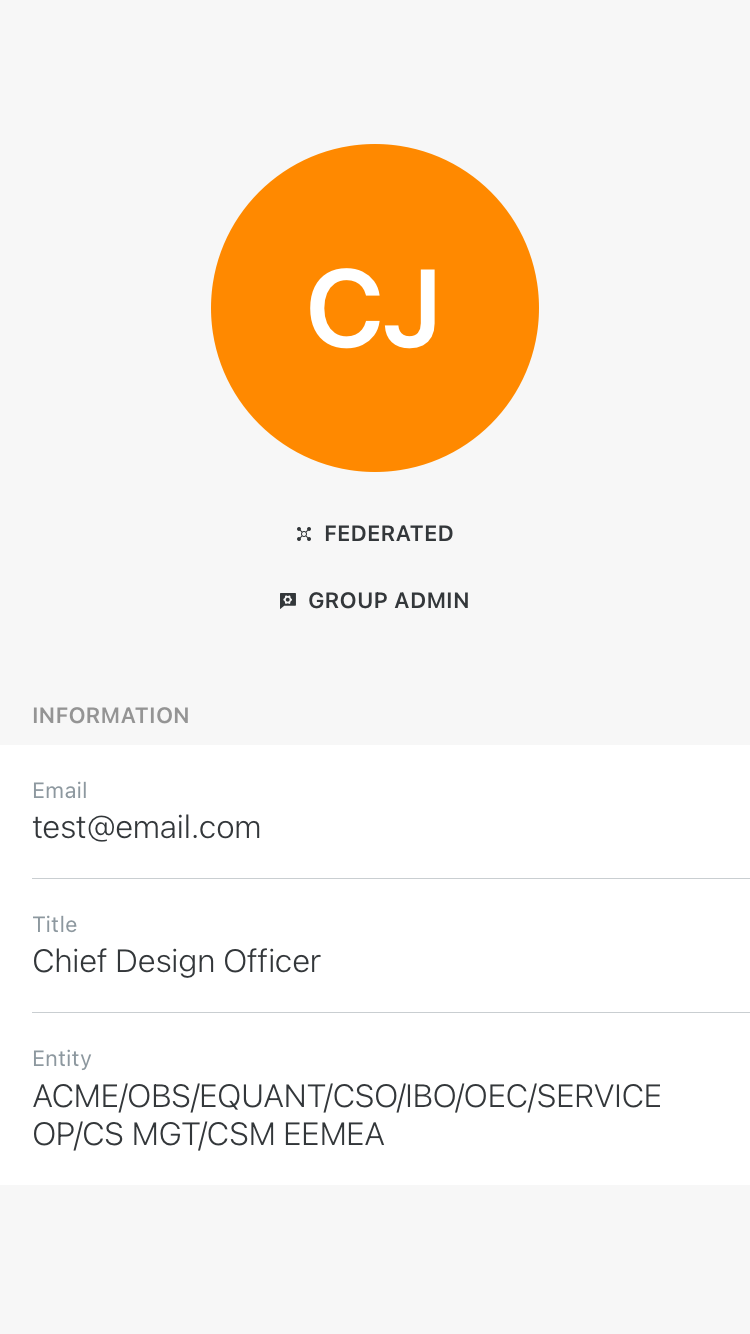 CJ
FEDERATED
GROUP ADMIN
INFORMATION
Email
test@email.com
Title
Chief Design Officer
Entity
ACME/OBS/EQUANT/CSO/IBO/OEC/SERVICE
OP/CS MGT/CSM EEMEA